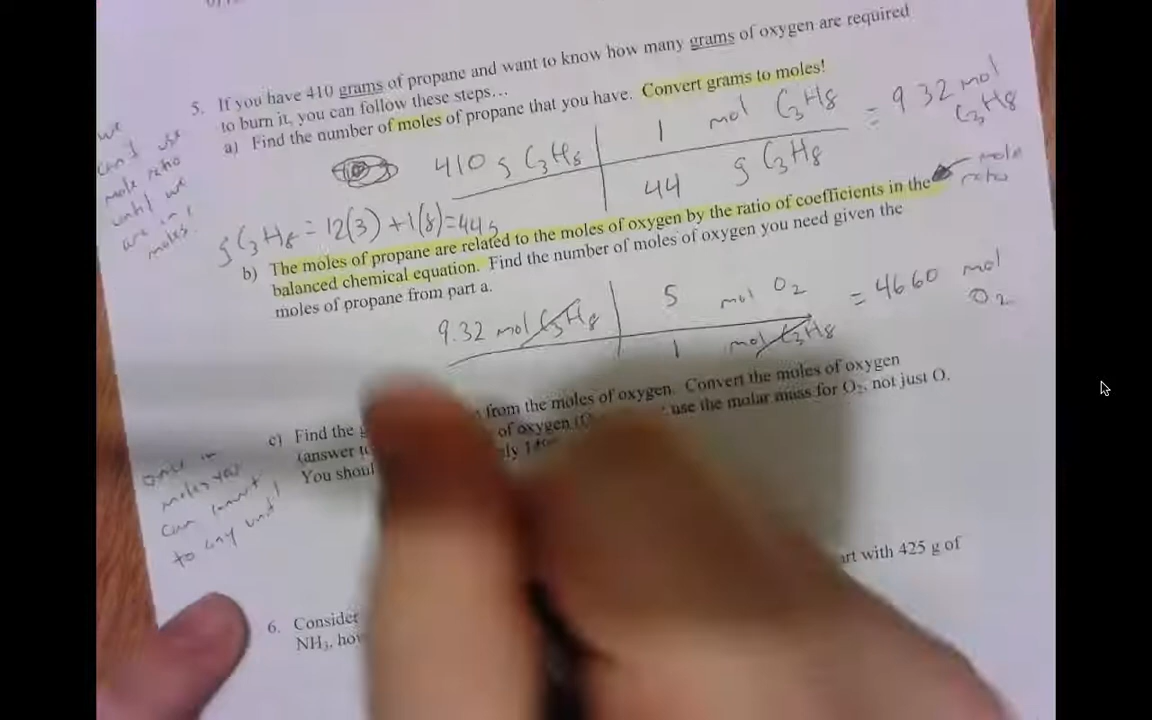 5. If you have 410 grams of propane and want to know how many grams of oxygen are required
to burn it, you can follow these steps...
a) Find the number of moles of propane that you have. Convert grams to moles!
we
can't use
mole ratio
until we
are in
moles!
410 g C3H8 1 mol C3H8 = 9.32 mol C3H8
44 g C3H8
g C3H8 = 12(3) + 1(8) = 44g
mole ratio
b) The moles of propane are related to the moles of oxygen by the ratio of coefficients in the
balanced chemical equation. Find the number of moles of oxygen you need given the
moles of propane from part a.
9.32 mol C3H8 5 mol O2 = 4660 mol O2
1 mol C3H8
c) Find the from the moles of oxygen. Convert the moles of oxygen
(answer of oxygen use the molar mass for O2, not just O.
You shoul
once in
moles you
can convert
to any unit!
art with 425 g of
6. Consider
NH3, how